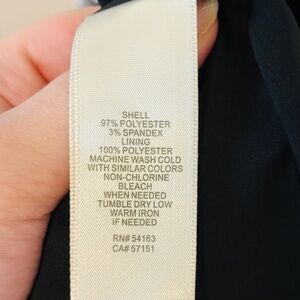 SHELL
97% POLYESTER
3% SPANDEX
LINING
100% POLYESTER
MACHINE WASH COLD
WITH SIMILAR COLORS
NON-CHLORINE
BLEACH
WHEN NEEDED
TUMBLE DRY LOW
WARM IRON
IF NEEDED
RN# 54163
CA# 57151